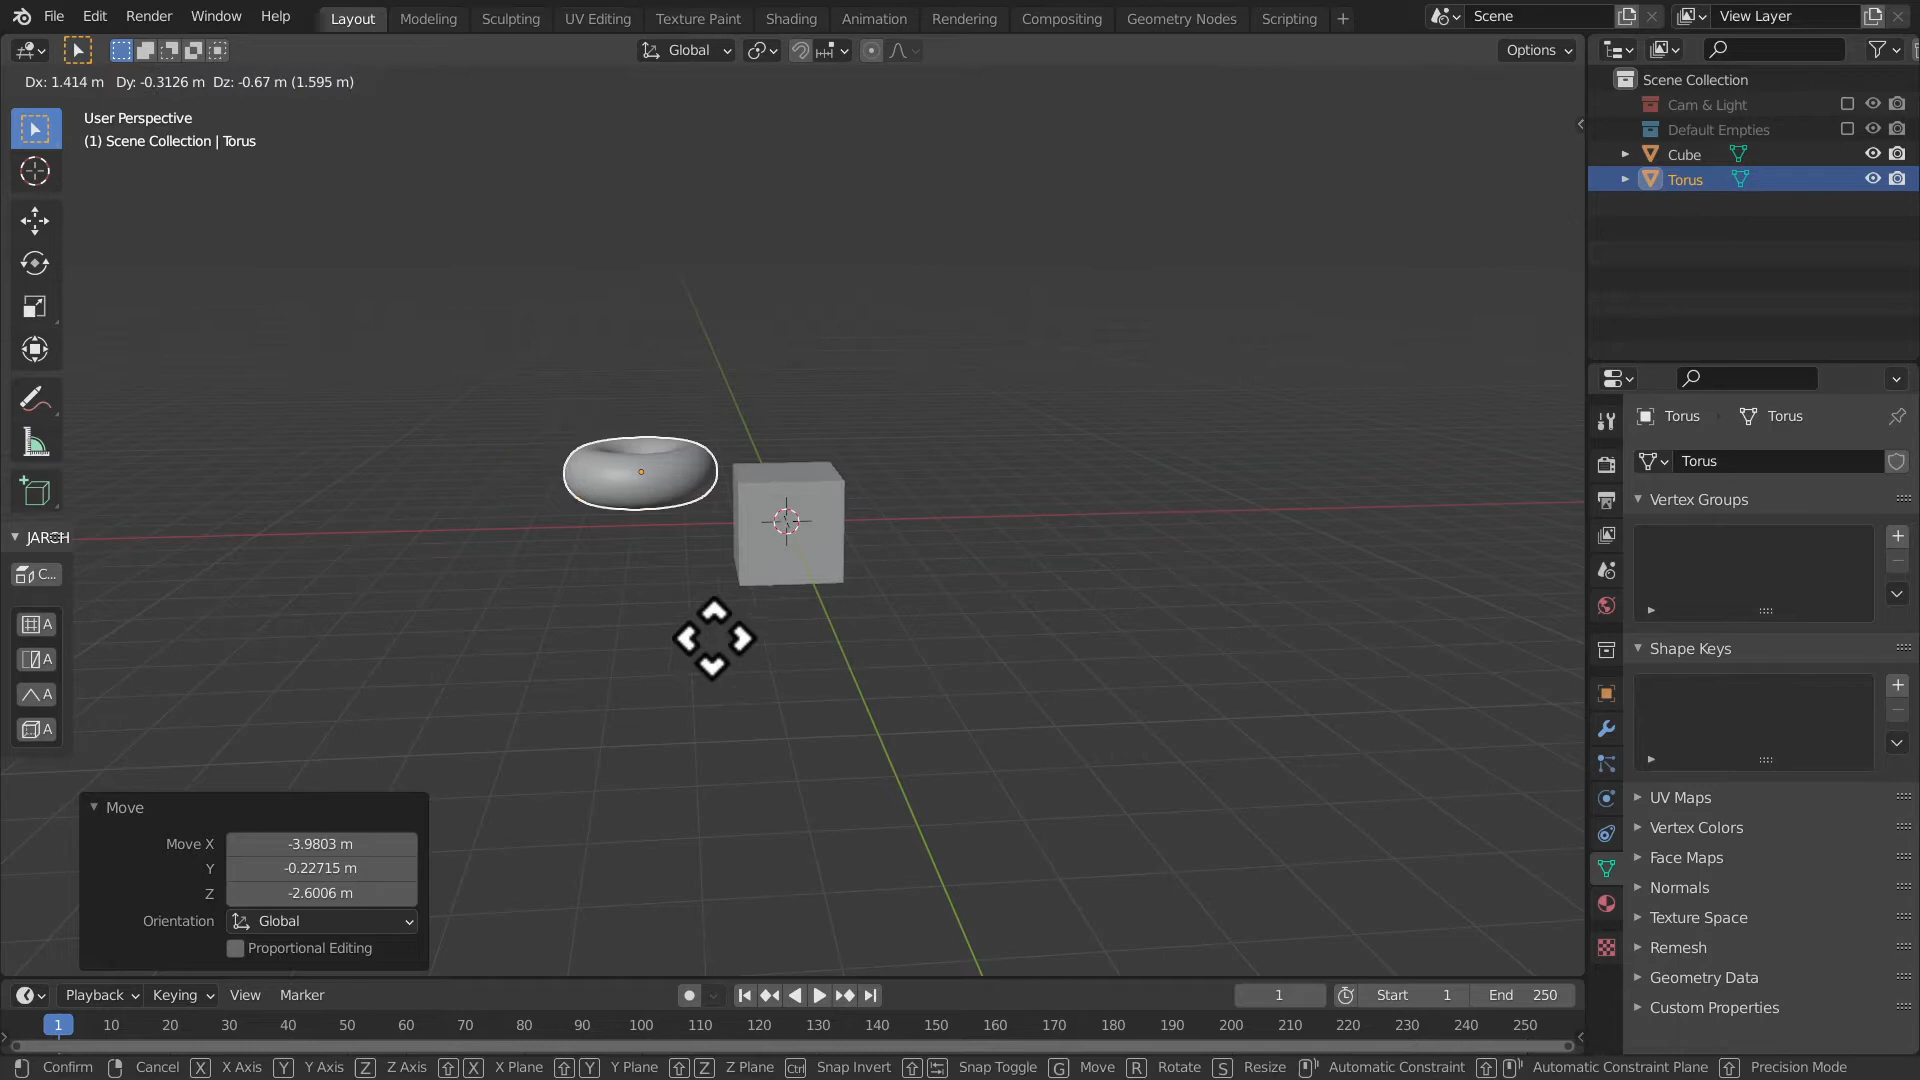 File Edit Render Window Help Layout Modeling Sculpting UV Editing Texture Paint Shading Animation Rendering Compositing Geometry Nodes Scripting + Scene View Layer
Global Options
Dx: 1.414 m Dy: -0.3126 m Dz: -0.67 m (1.595 m)
User Perspective
(1) Scene Collection | Torus
Scene Collection
Cam & Light
Default Empties
Cube
Torus
Torus Torus
Torus
Vertex Groups
Shape Keys
UV Maps
Vertex Colors
Face Maps
Normals
Texture Space
Remesh
Geometry Data
Custom Properties
C...
A
A
A
A
Move
Move X -3.9803 m
Y -0.22715 m
Z -2.6006 m
Orientation Global
Proportional Editing
Playback Keying View Marker 1 Start 1 End 250
1 10 20 30 40 50 60 70 80 90 100 110 120 130 140 150 160 170 180 190 200 210 220 230 240 250
Confirm Cancel X X Axis Y Y Axis Z Z Axis X X Plane Y Y Plane Z Z Plane Ctrl Snap Invert Snap Toggle G Move R Rotate S Resize Automatic Constraint Automatic Constraint Plane Precision Mode